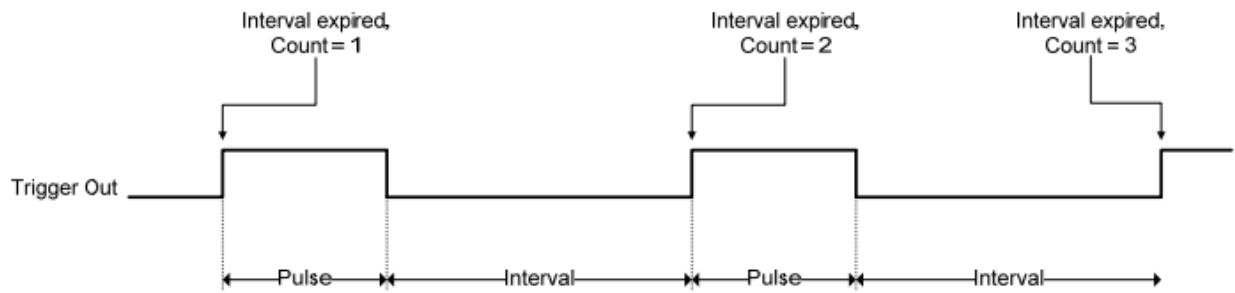 Interval expired,
Count = 1
Interval expired,
Count = 2
Interval expired,
Count = 3
Trigger Out
Pulse
Interval
Pulse
Interval